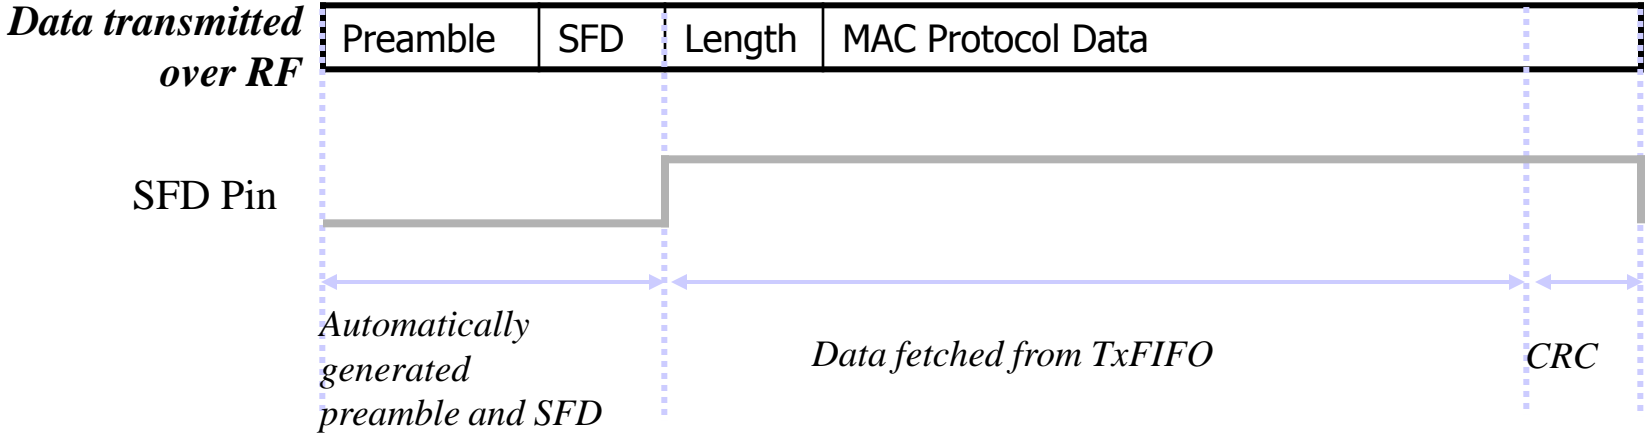 Data transmitted
over RF
Preamble SFD Length MAC Protocol Data
SFD Pin
Automatically
generated
preamble and SFD
Data fetched from TxFIFO
CRC